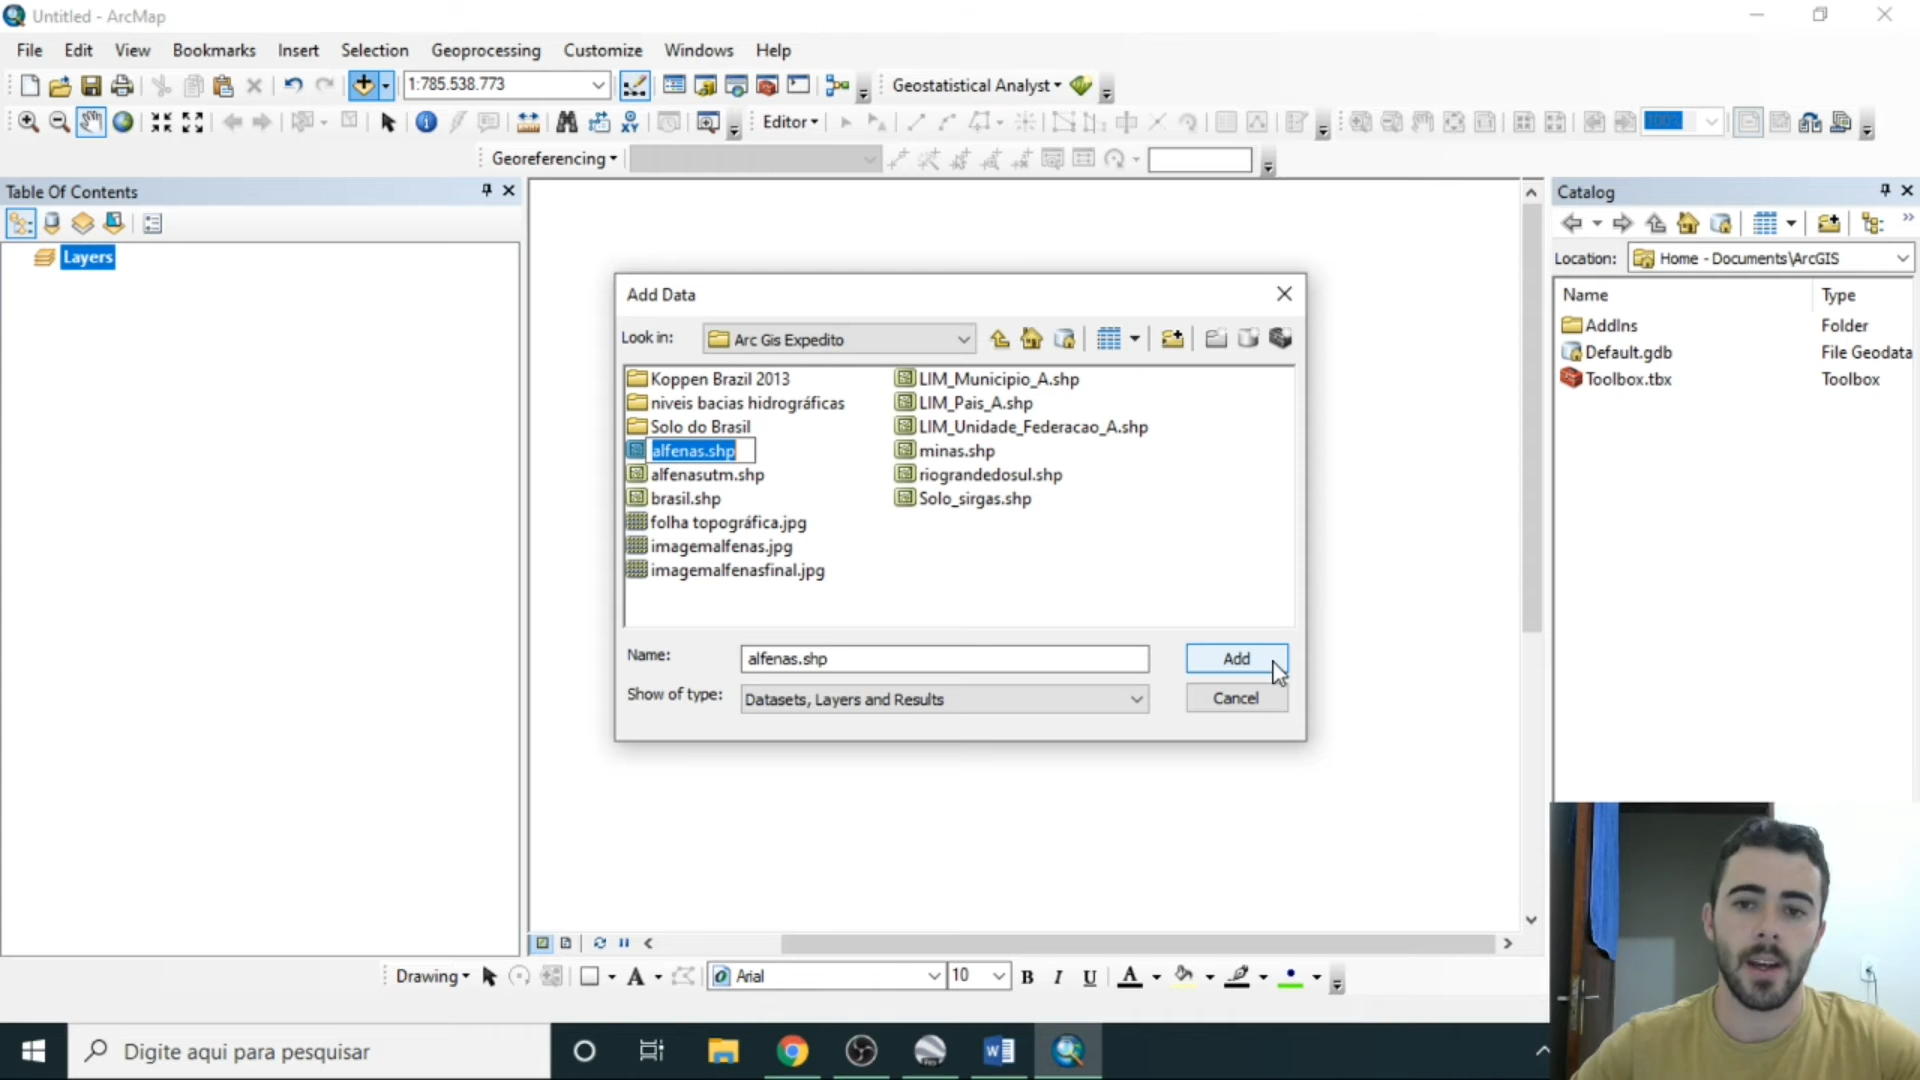 Untitled - ArcMap
File Edit View Bookmarks Insert Selection Geoprocessing Customize Windows Help
1:785.538.773
Geostatistical Analyst
Editor
100%
Georeferencing
Table Of Contents
Layers
Add Data
Look in: Arc Gis Expedito
Koppen Brazil 2013
niveis bacias hidrográficas
Solo do Brasil
alfenas.shp
alfenasutm.shp
brasil.shp
folha topográfica.jpg
imagemalfenas.jpg
imagemalfenasfinal.jpg
LIM_Municipio_A.shp
LIM_Pais_A.shp
LIM_Unidade_Federacao_A.shp
minas.shp
riograndedosul.shp
Solo_sirgas.shp
Name: alfenas.shp
Add
Show of type: Datasets, Layers and Results
Cancel
Catalog
Location: Home - Documents\ArcGIS
Name Type
AddIns Folder
Default.gdb File Geodata
Toolbox.tbx Toolbox
Drawing
A
Arial
10
B I U A
Digite aqui para pesquisar